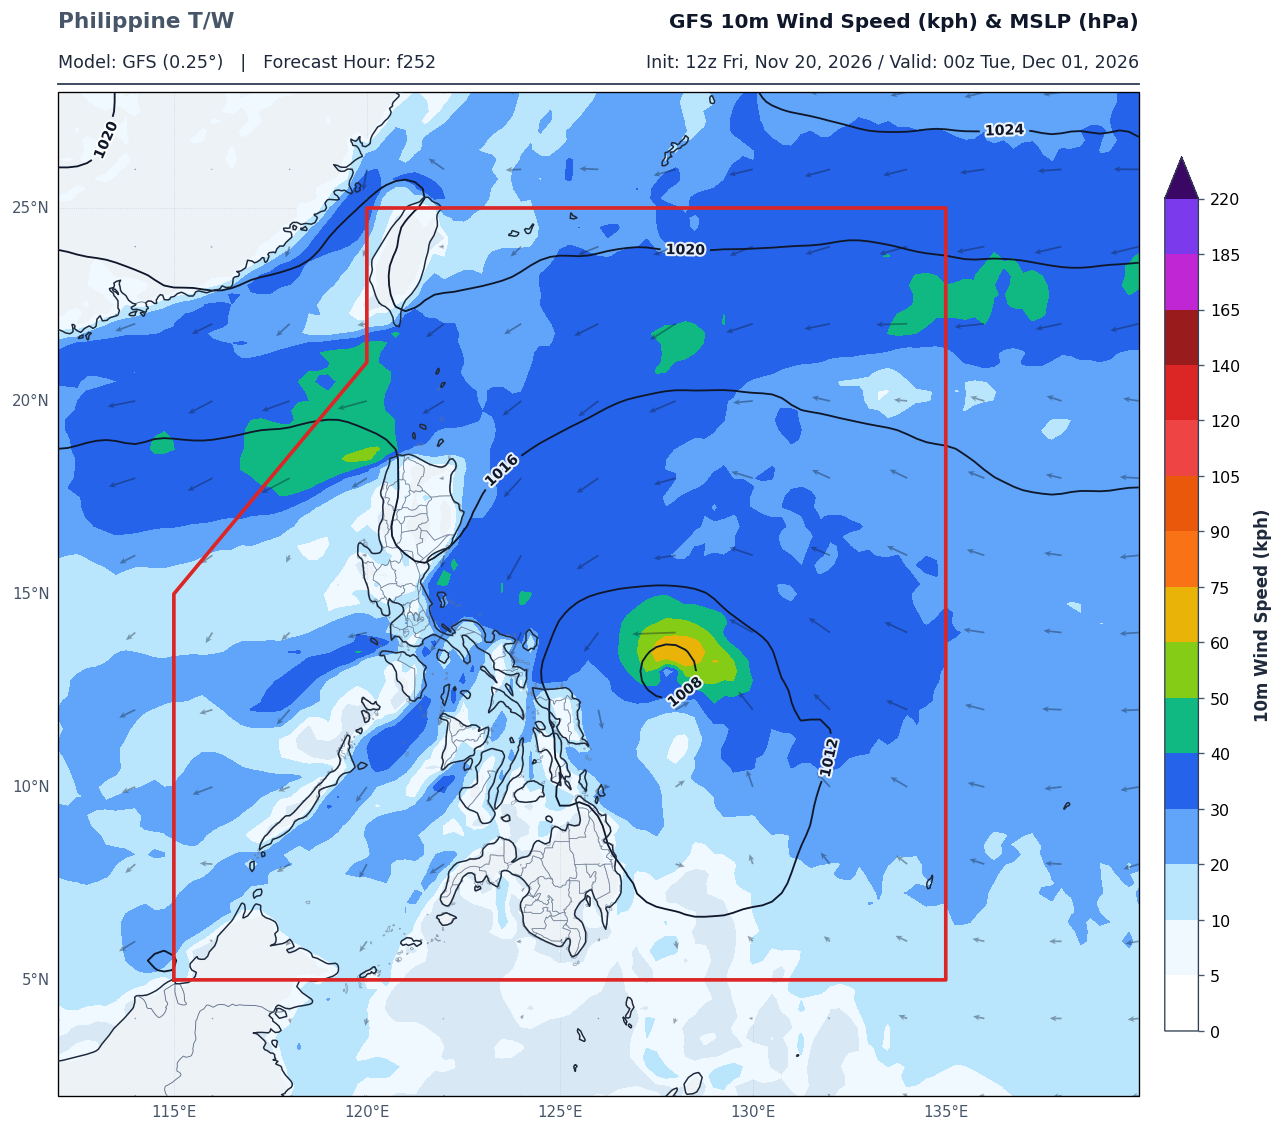 Philippine T/W
GFS 10m Wind Speed (kph) & MSLP (hPa)
Model: GFS (0.25°)   |   Forecast Hour: f252
Init: 12z Fri, Nov 20, 2026 / Valid: 00z Tue, Dec 01, 2026
1020
1024
1020
1016
1008
1012
25°N
20°N
15°N
10°N
5°N
115°E
120°E
125°E
130°E
135°E
220
185
165
140
120
105
90
75
60
50
40
30
20
10
5
0
10m Wind Speed (kph)